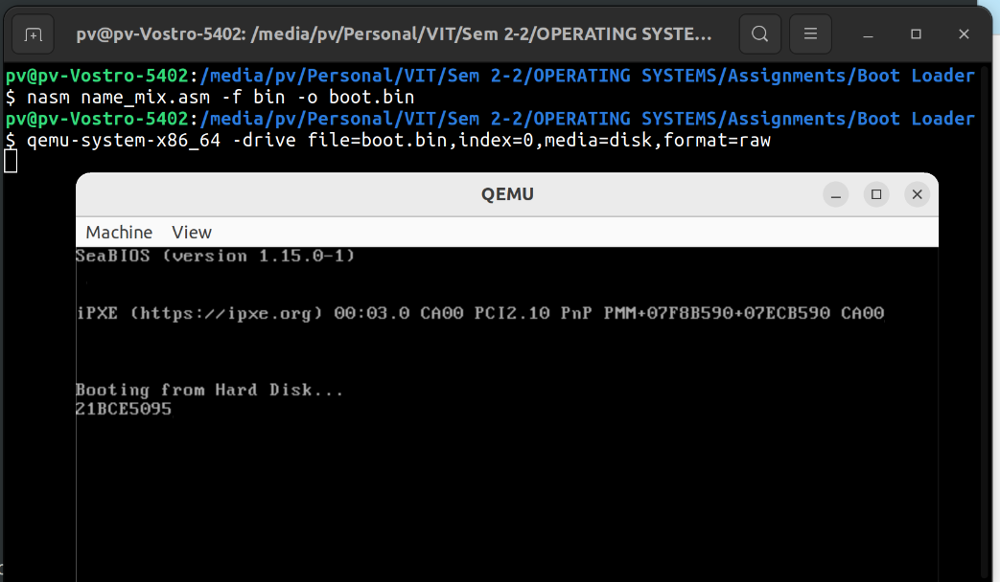 pv@pv-Vostro-5402: /media/pv/Personal/VIT/Sem 2-2/OPERATING SYSTE...
pv@pv-Vostro-5402:/media/pv/Personal/VIT/Sem 2-2/OPERATING SYSTEMS/Assignments/Boot Loader
$ nasm name_mix.asm -f bin -o boot.bin
pv@pv-Vostro-5402:/media/pv/Personal/VIT/Sem 2-2/OPERATING SYSTEMS/Assignments/Boot Loader
$ qemu-system-x86_64 -drive file=boot.bin,index=0,media=disk,format=raw
QEMU
Machine View
SeaBIOS (version 1.15.0-1)
iPXE (https://ipxe.org) 00:03.0 CA00 PCI2.10 PnP PMM+07F8B590+07ECB590 CA00
Booting from Hard Disk...
21BCE5095